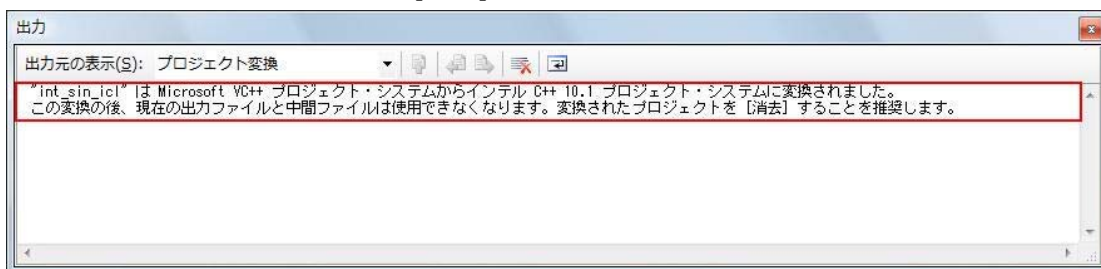 出力
出力元の表示(S): プロジェクト変換
"int_sin_icl" は Microsoft VC++ プロジェクト・システムからインテル C++ 10.1 プロジェクト・システムに変換されました。
この変換の後、現在の出力ファイルと中間ファイルは使用できなくなります。変換されたプロジェクトを [消去] することを推奨します。